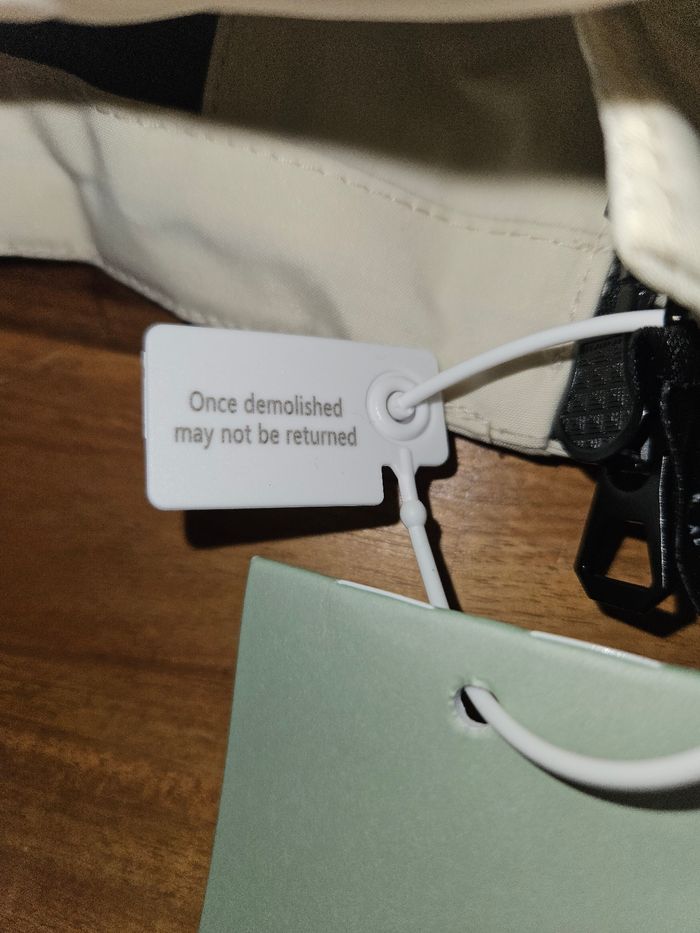 Once demolished
may not be returned